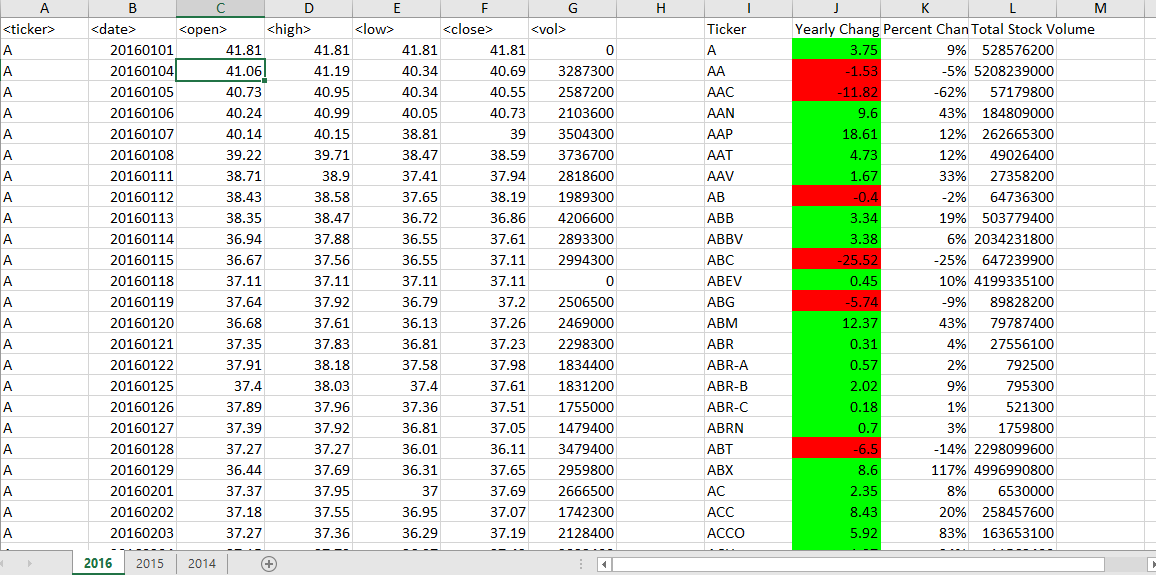 A B C D E F G H I J K L M
<ticker> <date> <open> <high> <low> <close> <vol> Ticker Yearly Chang Percent Chan Total Stock Volume
A 20160101 41.81 41.81 41.81 41.81 0 A 3.75 9% 528576200
A 20160104 41.06 41.19 40.34 40.69 3287300 AA -1.53 -5% 5208239000
A 20160105 40.73 40.95 40.34 40.55 2587200 AAC -11.82 -62% 57179800
A 20160106 40.24 40.99 40.05 40.73 2103600 AAN 9.6 43% 184809000
A 20160107 40.14 40.15 38.81 39 3504300 AAP 18.61 12% 262665300
A 20160108 39.22 39.71 38.47 38.59 3736700 AAT 4.73 12% 49026400
A 20160111 38.71 38.9 37.41 37.94 2818600 AAV 1.67 33% 27358200
A 20160112 38.43 38.58 37.65 38.19 1989300 AB -0.4 -2% 64736300
A 20160113 38.35 38.47 36.72 36.86 4206600 ABB 3.34 19% 503779400
A 20160114 36.94 37.88 36.55 37.61 2893300 ABBV 3.38 6% 2034231800
A 20160115 36.67 37.56 36.55 37.11 2994300 ABC -25.52 -25% 647239900
A 20160118 37.11 37.11 37.11 37.11 0 ABEV 0.45 10% 4199335100
A 20160119 37.64 37.92 36.79 37.2 2506500 ABG -5.74 -9% 89828200
A 20160120 36.68 37.61 36.13 37.26 2469000 ABM 12.37 43% 79787400
A 20160121 37.35 37.83 36.81 37.23 2298300 ABR 0.31 4% 27556100
A 20160122 37.91 38.18 37.58 37.98 1834400 ABR-A 0.57 2% 792500
A 20160125 37.4 38.03 37.4 37.61 1831200 ABR-B 2.02 9% 795300
A 20160126 37.89 37.96 37.36 37.51 1755000 ABR-C 0.18 1% 521300
A 20160127 37.39 37.92 36.81 37.05 1479400 ABRN 0.7 3% 1759800
A 20160128 37.27 37.27 36.01 36.11 3479400 ABT -6.5 -14% 2298099600
A 20160129 36.44 37.69 36.31 37.65 2959800 ABX 8.6 117% 4996990800
A 20160201 37.37 37.95 37 37.69 2666500 AC 2.35 8% 6530000
A 20160202 37.18 37.55 36.95 37.07 1742300 ACC 8.43 20% 258457600
A 20160203 37.27 37.36 36.29 37.19 2128400 ACCO 5.92 83% 163653100
2016 2015 2014